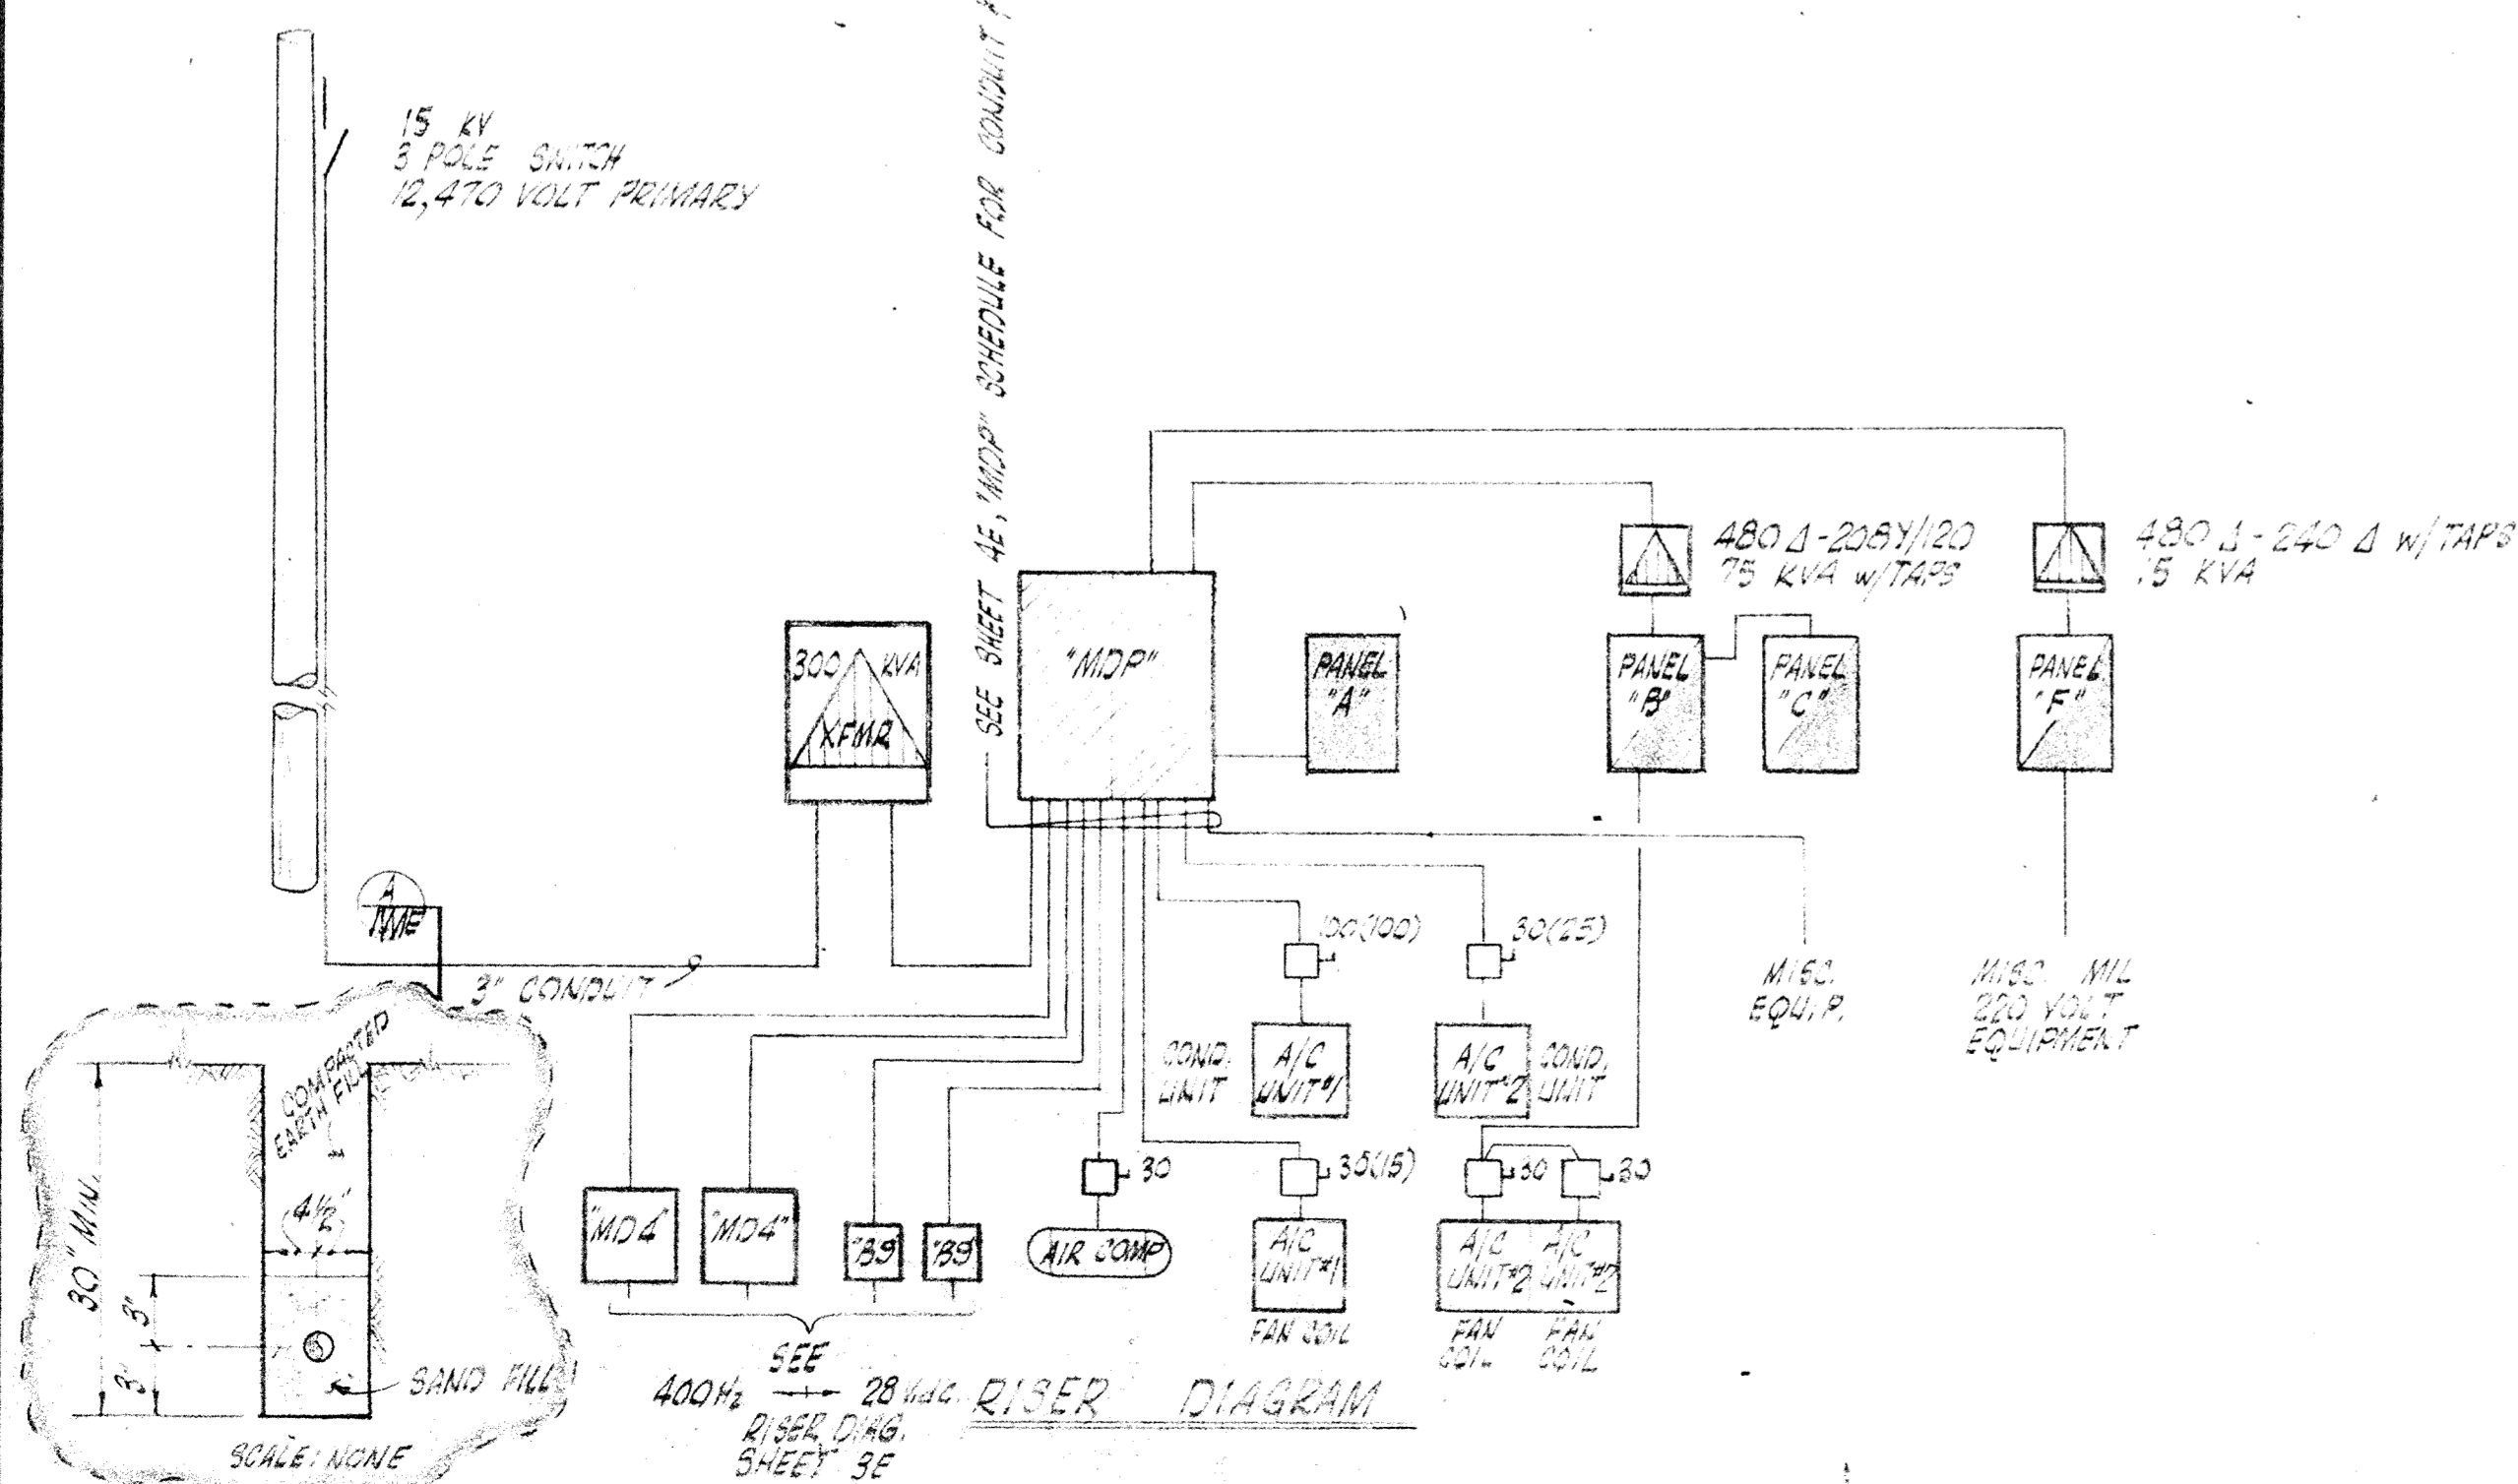 15 KV
3 POLE SWITCH
12,470 VOLT PRIMARY
SEE SHEET 4E, "MDP" SCHEDULE FOR CONDUIT
480 Δ-208Y/120
75 KVA w/TAPS
480 Δ-240 Δ w/TAPS
15 KVA
300 KVA
XFMR
"MDP"
PANEL
"A"
PANEL
"B"
PANEL
"C"
PANEL
"F"
A
3" CONDUIT
100(100)
30(25)
MISC.
EQUIP.
MISC. MIL
220 VOLT
EQUIPMENT
COND.
UNIT
A/C
UNIT#1
A/C
UNIT#2
COND.
UNIT
30
30(15)
30
30
"MD4"
"MD4"
"B9"
"B9"
AIR COMP
A/C
UNIT#1
A/C
UNIT#2
A/C
UNIT#2
FAN COIL
FAN
COIL
FAN
COIL
SEE
400Hz 28 Vdc.
RISER DIAG.
SHEET 3E
RISER DIAGRAM
COMPACTED
EARTH FILL
30" MIN.
4½"
3"
3"
SAND FILL
SCALE: NONE